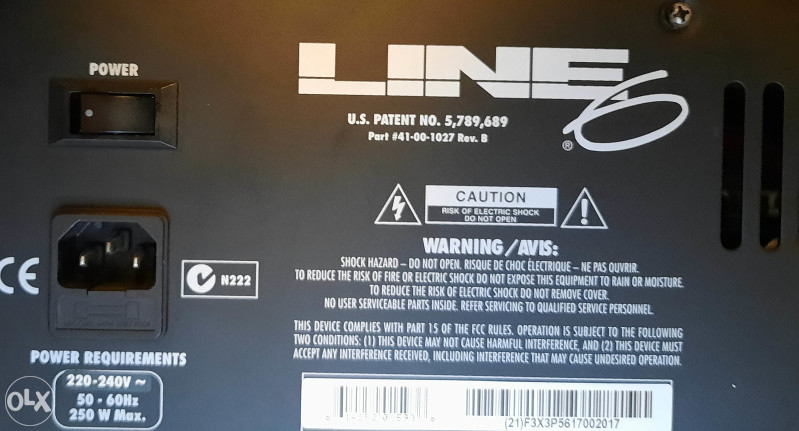 POWER
LINE 6
®
U.S. PATENT NO. 5,789,689
Part #41-00-1027 Rev. B
CAUTION
RISK OF ELECTRIC SHOCK
DO NOT OPEN
WARNING/AVIS:
SHOCK HAZARD – DO NOT OPEN. RISQUE DE CHOC ÉLECTRIQUE – NE PAS OUVRIR.
TO REDUCE THE RISK OF FIRE OR ELECTRIC SHOCK DO NOT EXPOSE THIS EQUIPMENT TO RAIN OR MOISTURE.
TO REDUCE THE RISK OF ELECTRIC SHOCK DO NOT REMOVE COVER.
NO USER SERVICEABLE PARTS INSIDE. REFER SERVICING TO QUALIFIED SERVICE PERSONNEL.
THIS DEVICE COMPLIES WITH PART 15 OF THE FCC RULES. OPERATION IS SUBJECT TO THE FOLLOWING
TWO CONDITIONS: (1) THIS DEVICE MAY NOT CAUSE HARMFUL INTERFERENCE, AND (2) THIS DEVICE MUST
ACCEPT ANY INTERFERENCE RECEIVED, INCLUDING INTERFERENCE THAT MAY CAUSE UNDESIRED OPERATION.
CE
N222
POWER REQUIREMENTS
220-240V ~
50 - 60Hz
250 W Max.
(21)F3X3P5617002017
OLX